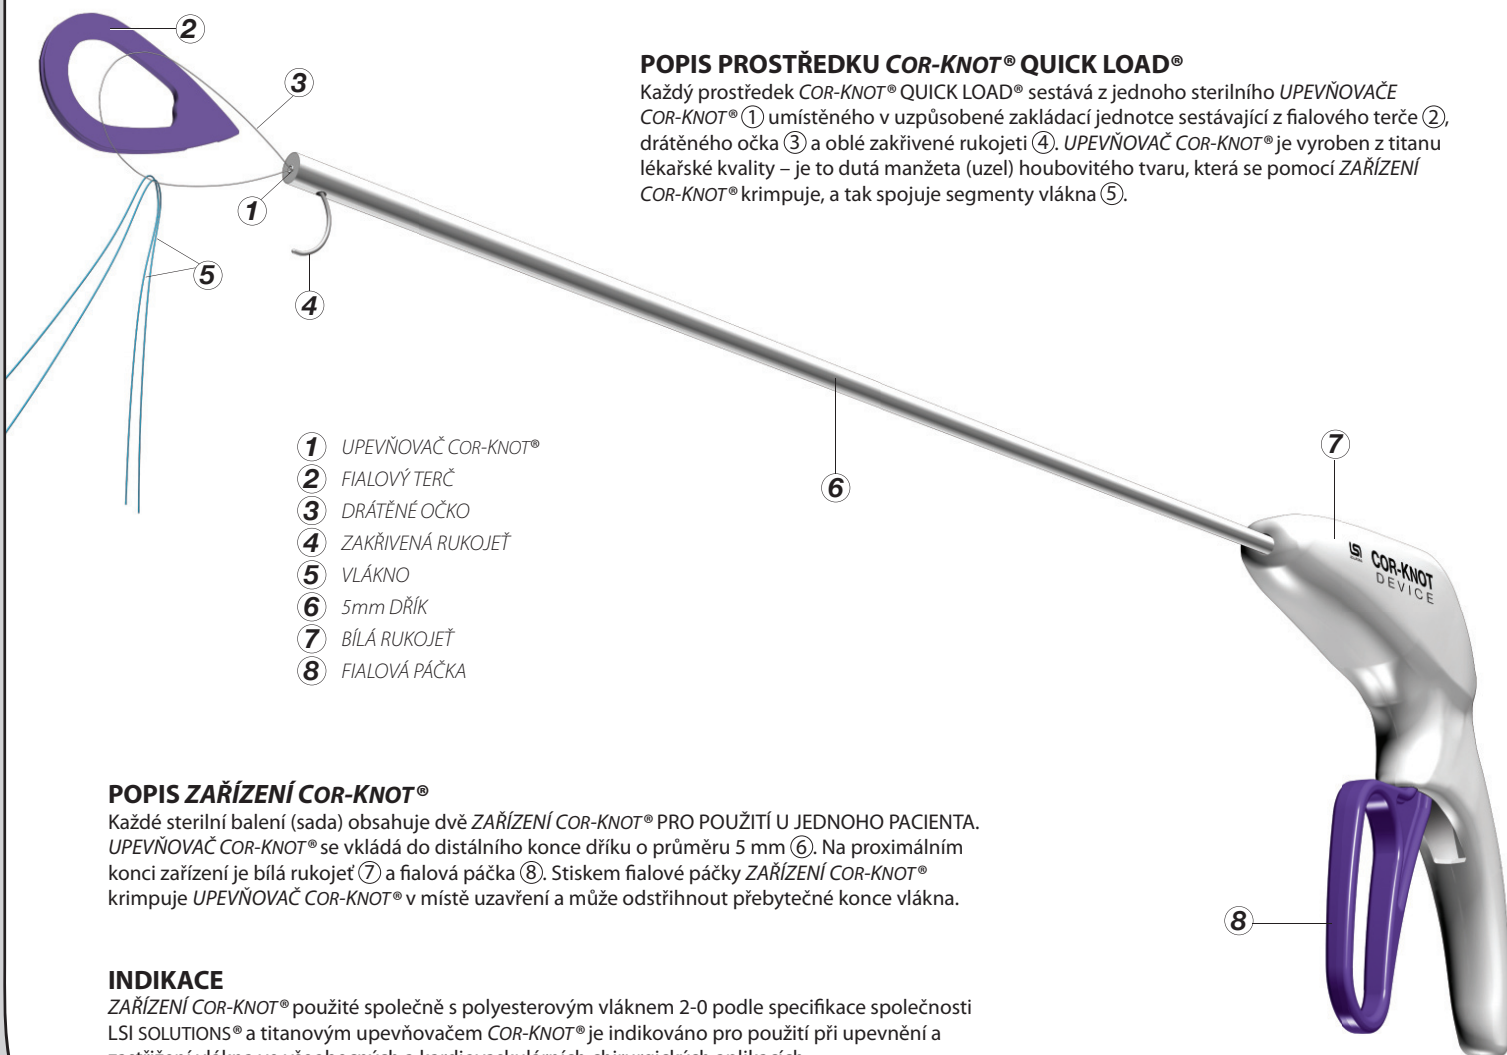 2
3
1
5
4
POPIS PROSTŘEDKU COR-KNOT® QUICK LOAD®
Každý prostředek COR-KNOT® QUICK LOAD® sestává z jednoho sterilního UPEVŇOVAČE
COR-KNOT® ① umístěného v uzpůsobené zakládací jednotce sestávající z fialového terče ②,
drátěného očka ③ a oblé zakřivené rukojeti ④. UPEVŇOVAČ COR-KNOT® je vyroben z titanu
lékařské kvality – je to dutá manžeta (uzel) houbovitého tvaru, která se pomocí ZAŘÍZENÍ
COR-KNOT® krimpuje, a tak spojuje segmenty vlákna ⑤.
① UPEVŇOVAČ COR-KNOT®
② FIALOVÝ TERČ
③ DRÁTĚNÉ OČKO
④ ZAKŘIVENÁ RUKOJEŤ
⑤ VLÁKNO
⑥ 5mm DŘÍK
⑦ BÍLÁ RUKOJEŤ
⑧ FIALOVÁ PÁČKA
6
7
LSI
COR-KNOT
DEVICE
8
POPIS ZAŘÍZENÍ COR-KNOT®
Každé sterilní balení (sada) obsahuje dvě ZAŘÍZENÍ COR-KNOT® PRO POUŽITÍ U JEDNOHO PACIENTA.
UPEVŇOVAČ COR-KNOT® se vkládá do distálního konce dříku o průměru 5 mm ⑥. Na proximálním
konci zařízení je bílá rukojeť ⑦ a fialová páčka ⑧. Stiskem fialové páčky ZAŘÍZENÍ COR-KNOT®
krimpuje UPEVŇOVAČ COR-KNOT® v místě uzavření a může odstřihnout přebytečné konce vlákna.
INDIKACE
ZAŘÍZENÍ COR-KNOT® použité společně s polyesterovým vláknem 2-0 podle specifikace společnosti
LSI SOLUTIONS® a titanovým upevňovačem COR-KNOT® je indikováno pro použití při upevnění a